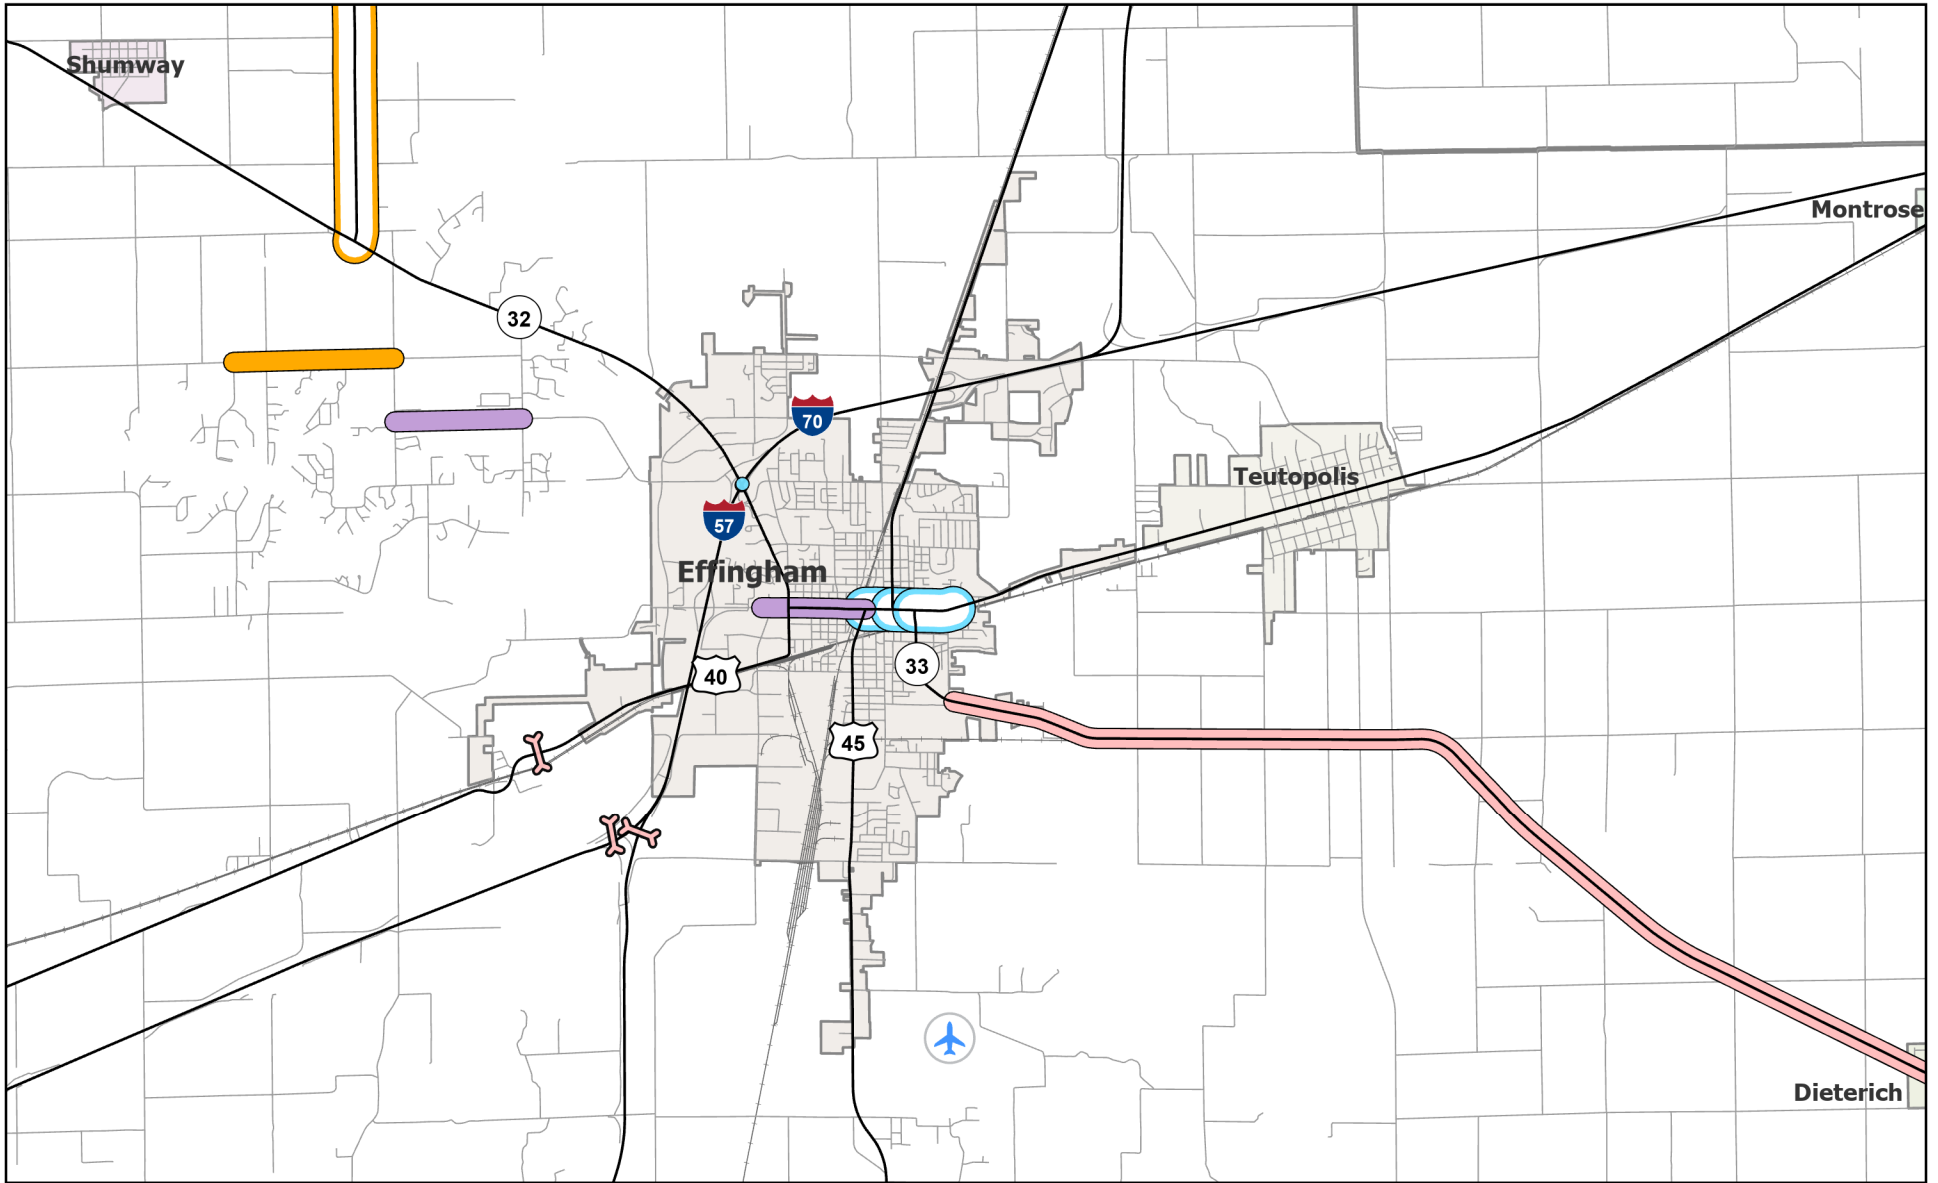 Shumway
Montrose
32
70
Teutopolis
57
Effingham
33
40
45
Dieterich